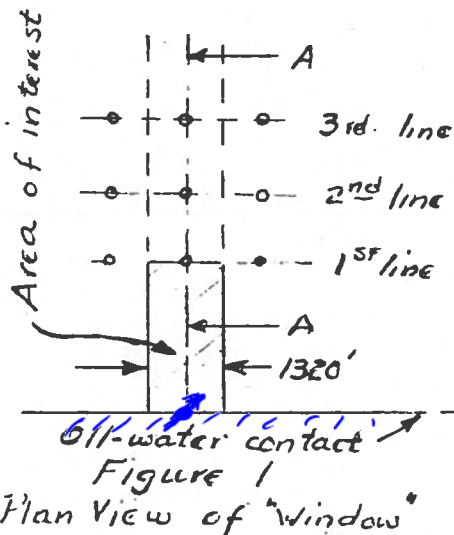 Area of interest
A
3rd. line
2nd line
1ST line
A
1320'
Oil-water contact
Figure 1
Plan View of "Window"